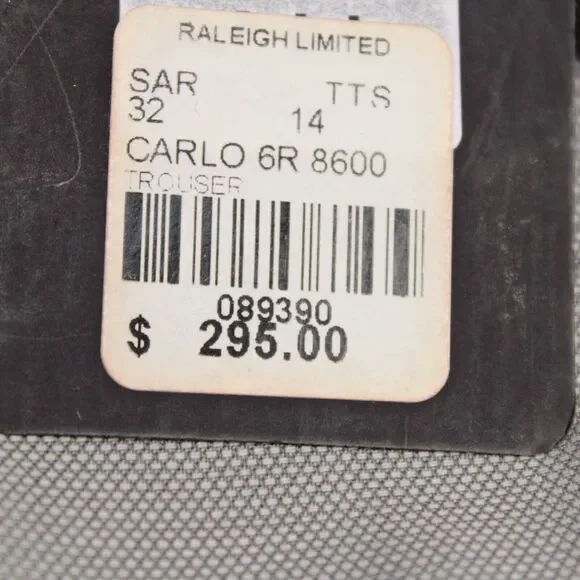 RALEIGH LIMITED
SAR TTS
32 14
CARLO 6R 8600
TROUSER
089390
$ 295.00